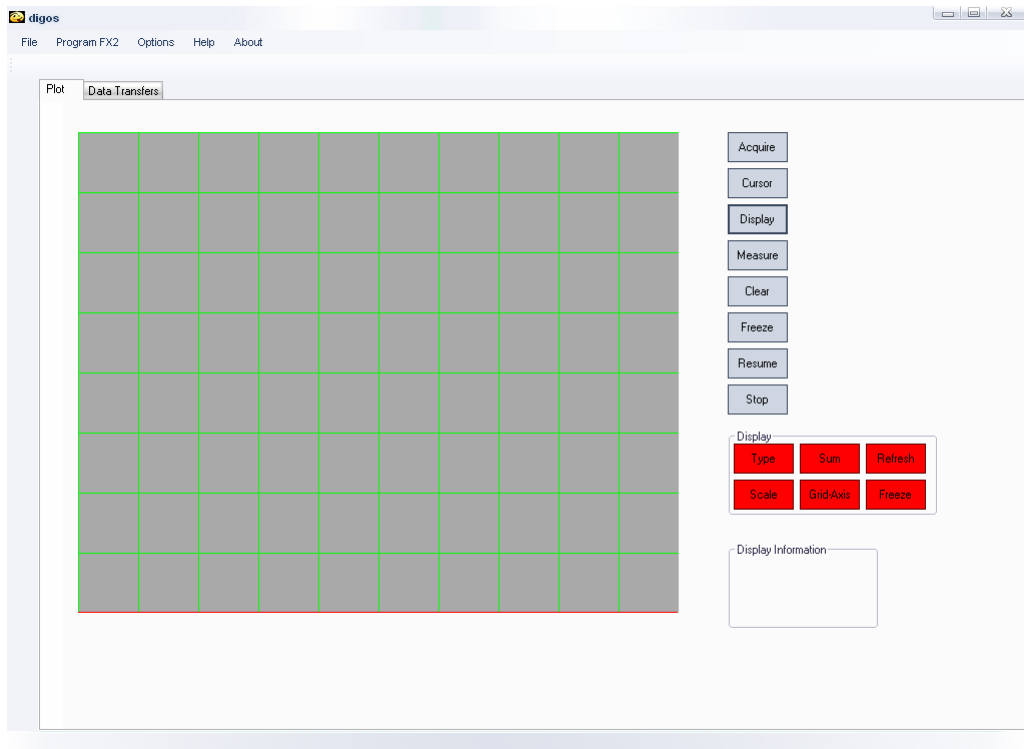 digos
File Program FX2 Options Help About
Plot Data Transfers
Acquire
Cursor
Display
Measure
Clear
Freeze
Resume
Stop
Display
Type Sum Refresh
Scale Grid-Axis Freeze
Display Information